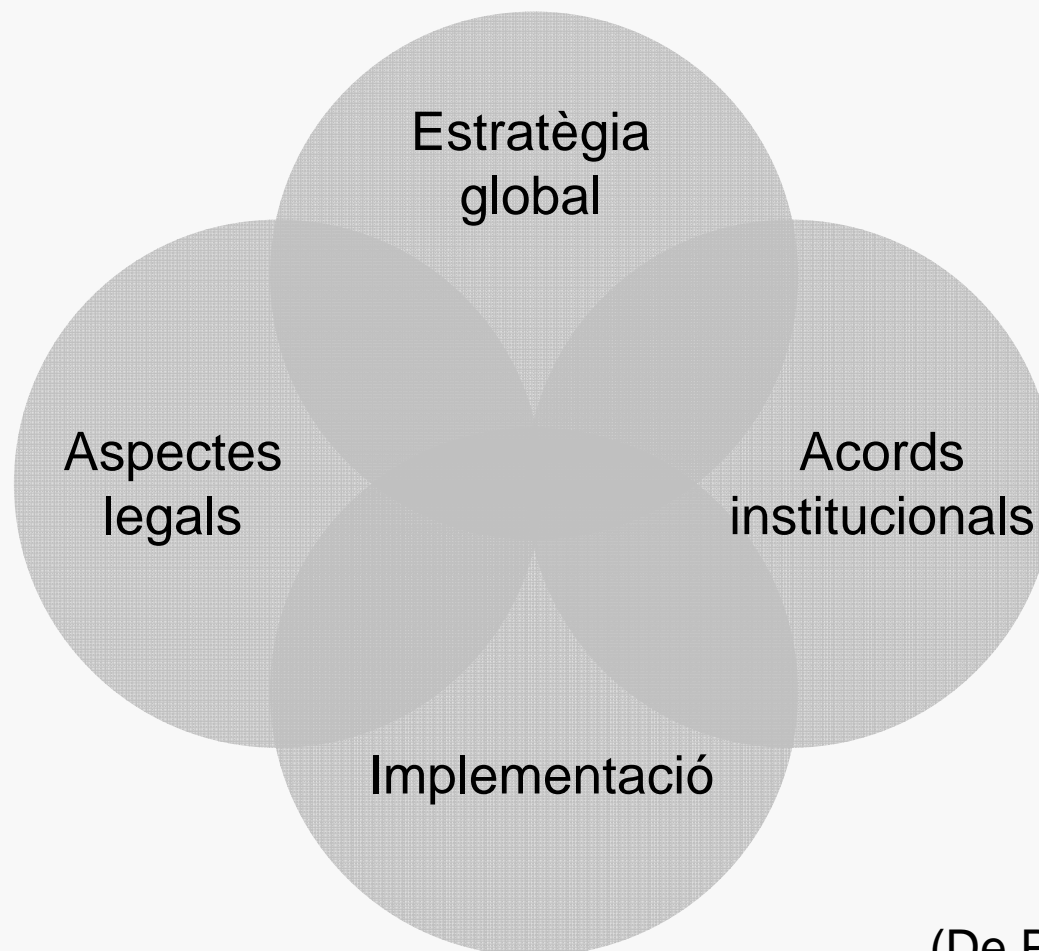 Estratègia
global
Aspectes
legals
Acords
institucionals
Implementació
(De